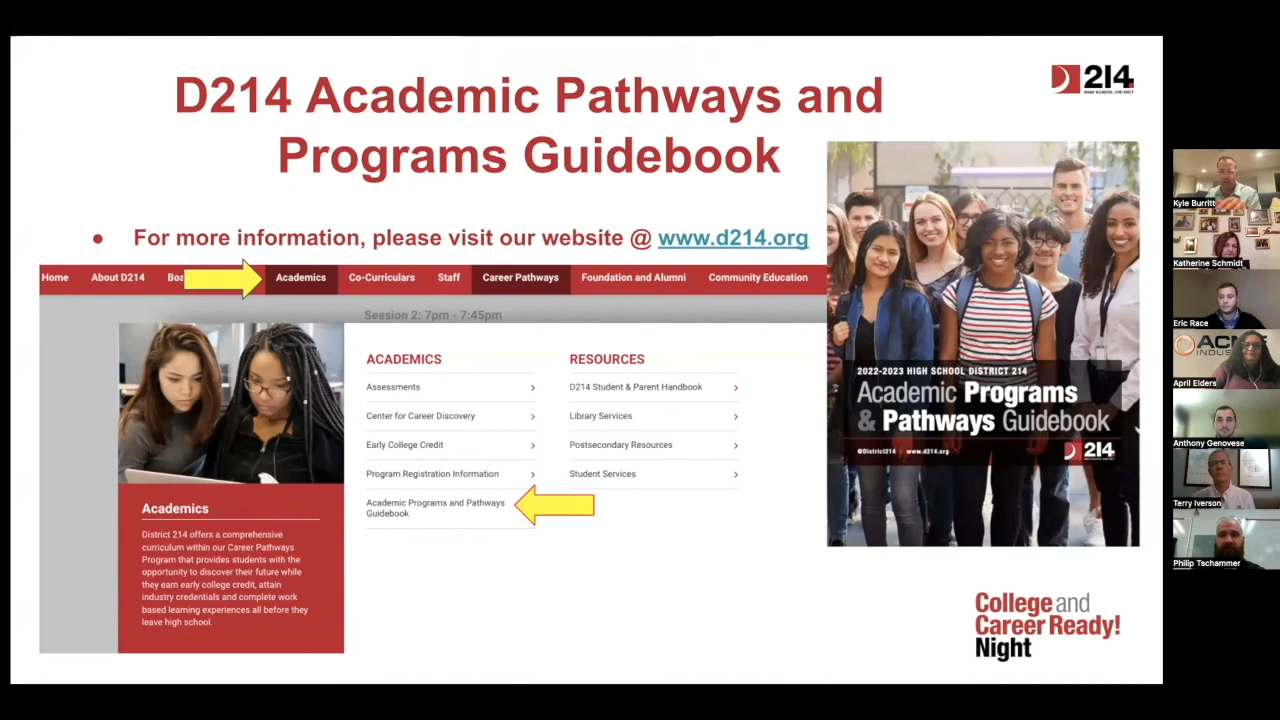 D214 Academic Pathways and
Programs Guidebook
214
HIGH SCHOOL DISTRICT
● For more information, please visit our website @ www.d214.org
Home About D214 Boa Academics Co-Curriculars Staff Career Pathways Foundation and Alumni Community Education
Session 2: 7pm - 7:45pm
ACADEMICS
Assessments
Center for Career Discovery
Early College Credit
Program Registration Information
Academic Programs and Pathways
Guidebook
RESOURCES
D214 Student & Parent Handbook
Library Services
Postsecondary Resources
Student Services
Academics
District 214 offers a comprehensive
curriculum within our Career Pathways
Program that provides students with the
opportunity to discover their future while
they earn early college credit, attain
industry credentials and complete work
based learning experiences all before they
leave high school.
2022-2023 HIGH SCHOOL DISTRICT 214
Academic Programs
& Pathways Guidebook
@District214 | www.d214.org
214
College and
Career Ready!
Night
Kyle Burritt
Katherine Schmidt
Eric Race
April Elders
Anthony Genovese
Terry Iverson
Philip Tschammer